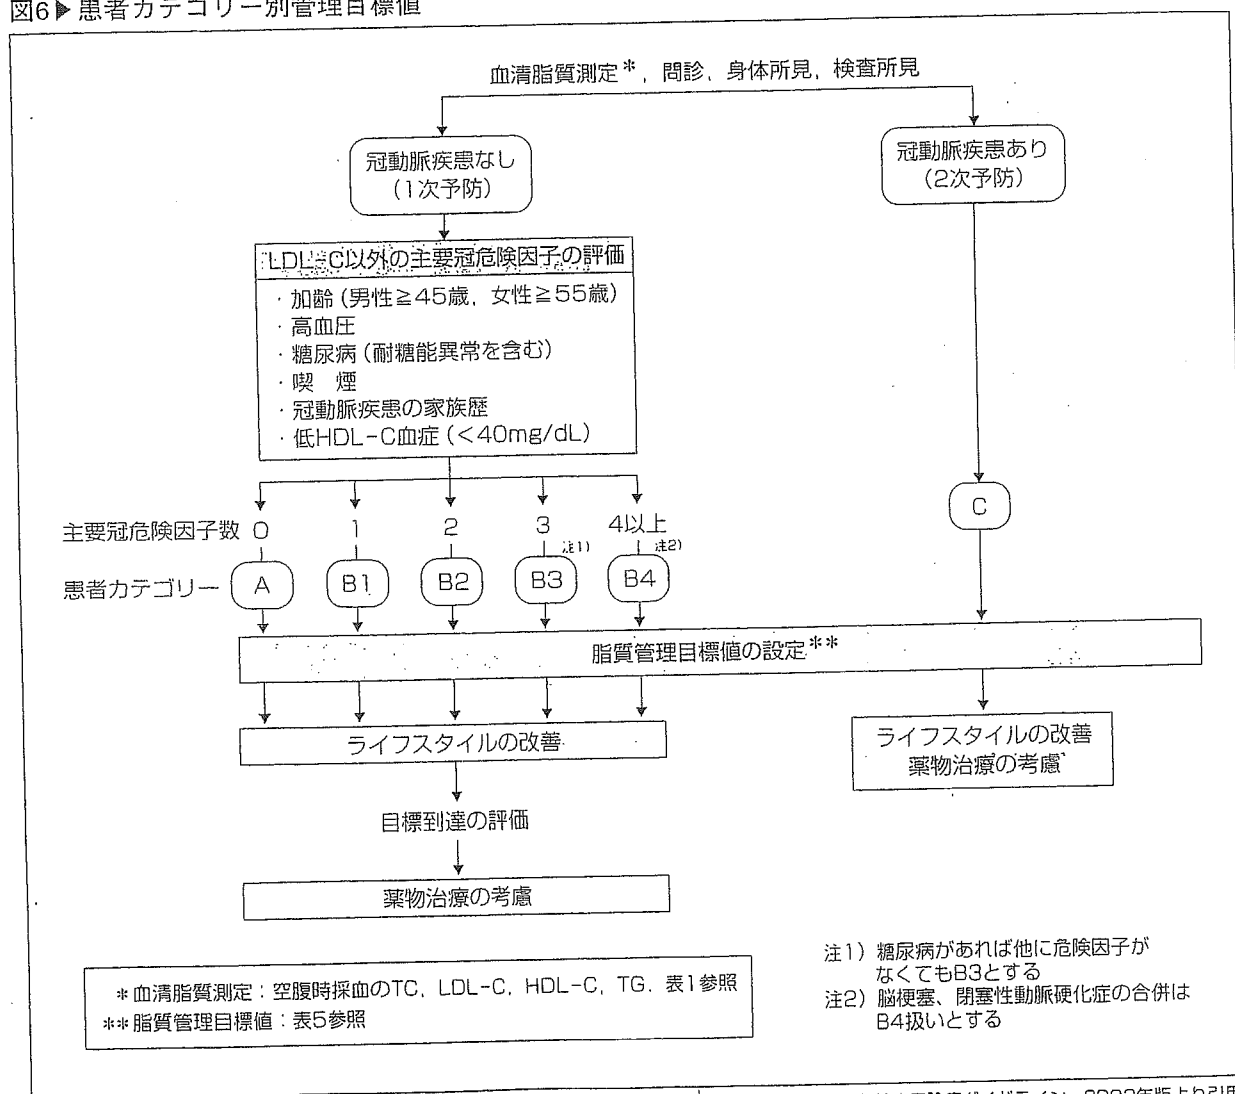 図6▶患者カテゴリー別管理目標値
血清脂質測定*，問診、身体所見，検査所見
冠動脈疾患なし
(1次予防)
冠動脈疾患あり
(2次予防)
LDL-C以外の主要冠危険因子の評価
・加齢(男性≧45歳，女性≧55歳)
・高血圧
・糖尿病(耐糖能異常を含む)
・喫　煙
・冠動脈疾患の家族歴
・低HDL-C血症(<40mg/dL)
C
主要冠危険因子数 0 1 2 3 4以上
注1) 注2)
患者カテゴリー A B1 B2 B3 B4
脂質管理目標値の設定**
ライフスタイルの改善
ライフスタイルの改善
薬物治療の考慮
目標到達の評価
薬物治療の考慮
*血清脂質測定：空腹時採血のTC，LDL-C，HDL-C，TG．表1参照
**脂質管理目標値：表5参照
注1）糖尿病があれば他に危険因子が
なくてもB3とする
注2）脳梗塞、閉塞性動脈硬化症の合併は
B4扱いとする
2002年版より引用